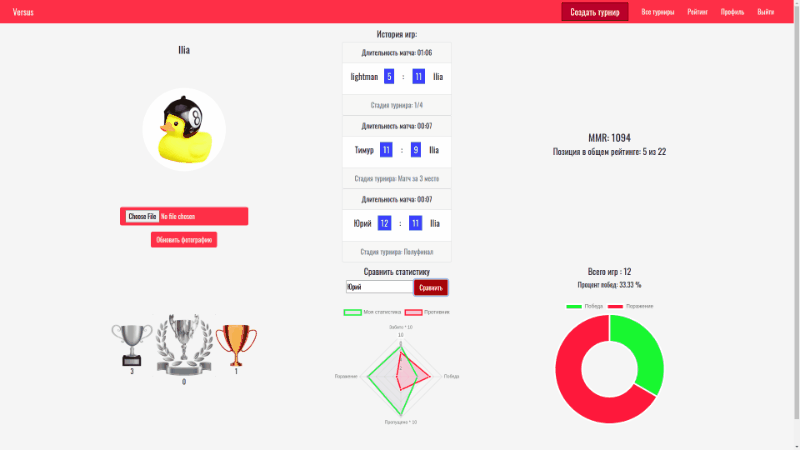 Versus
Создать турнир
Все турниры
Рейтинг
Профиль
Выйти
Ilia
Choose File No file chosen
Обновить фотографию
3
0
1
История игр:
Длительность матча: 01:06
lightman 5 : 11 Ilia
Стадия турнира: 1/4
Длительность матча: 00:07
Тимур 11 : 9 Ilia
Стадия турнира: Матч за 3 место
Длительность матча: 00:07
Юрий 12 : 11 Ilia
Стадия турнира: Полуфинал
Сравнить статистику
Юрий Сравнить
Моя статистика Противник
Забито * 10
10
Поражение
Победа
Пропущено * 10
MMR: 1094
Позиция в общем рейтинге: 5 из 22
Всего игр : 12
Процент побед: 33.33 %
Победа Поражение